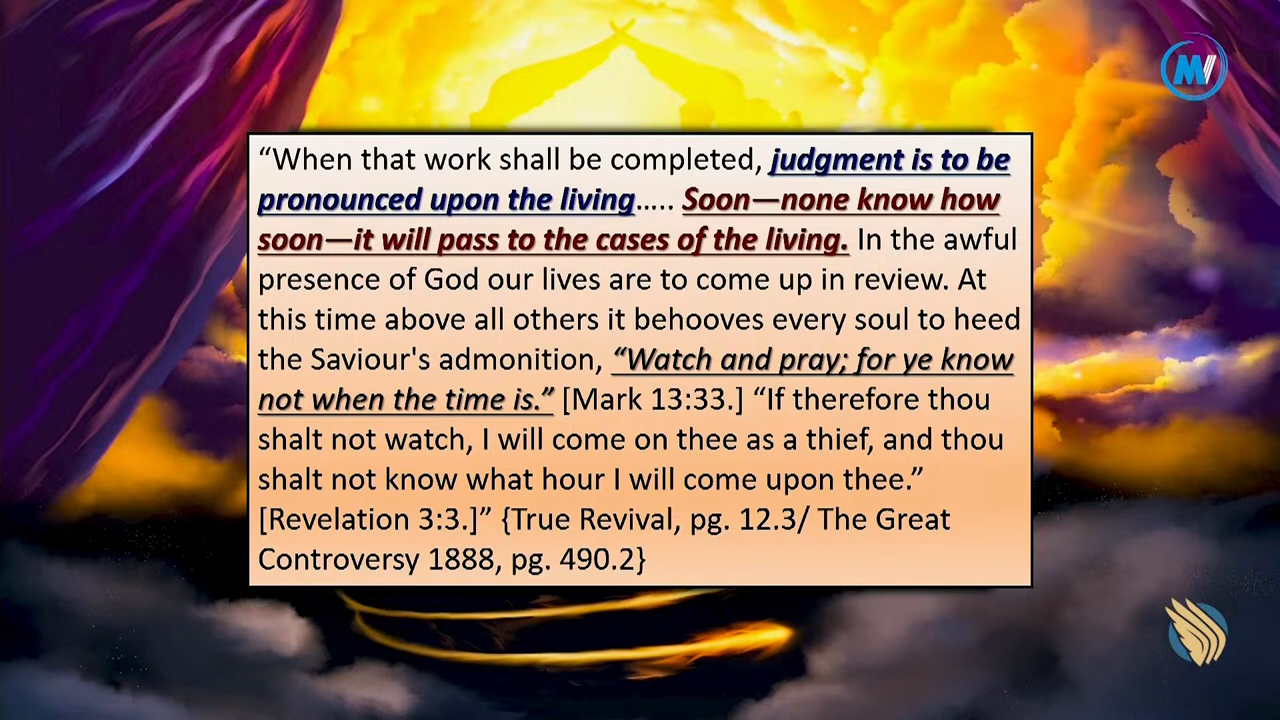 “When that work shall be completed, judgment is to be
pronounced upon the living..... Soon—none know how
soon—it will pass to the cases of the living. In the awful
presence of God our lives are to come up in review. At
this time above all others it behooves every soul to heed
the Saviour's admonition, “Watch and pray; for ye know
not when the time is.” [Mark 13:33.] “If therefore thou
shalt not watch, I will come on thee as a thief, and thou
shalt not know what hour I will come upon thee.”
[Revelation 3:3.]” {True Revival, pg. 12.3/ The Great
Controversy 1888, pg. 490.2}